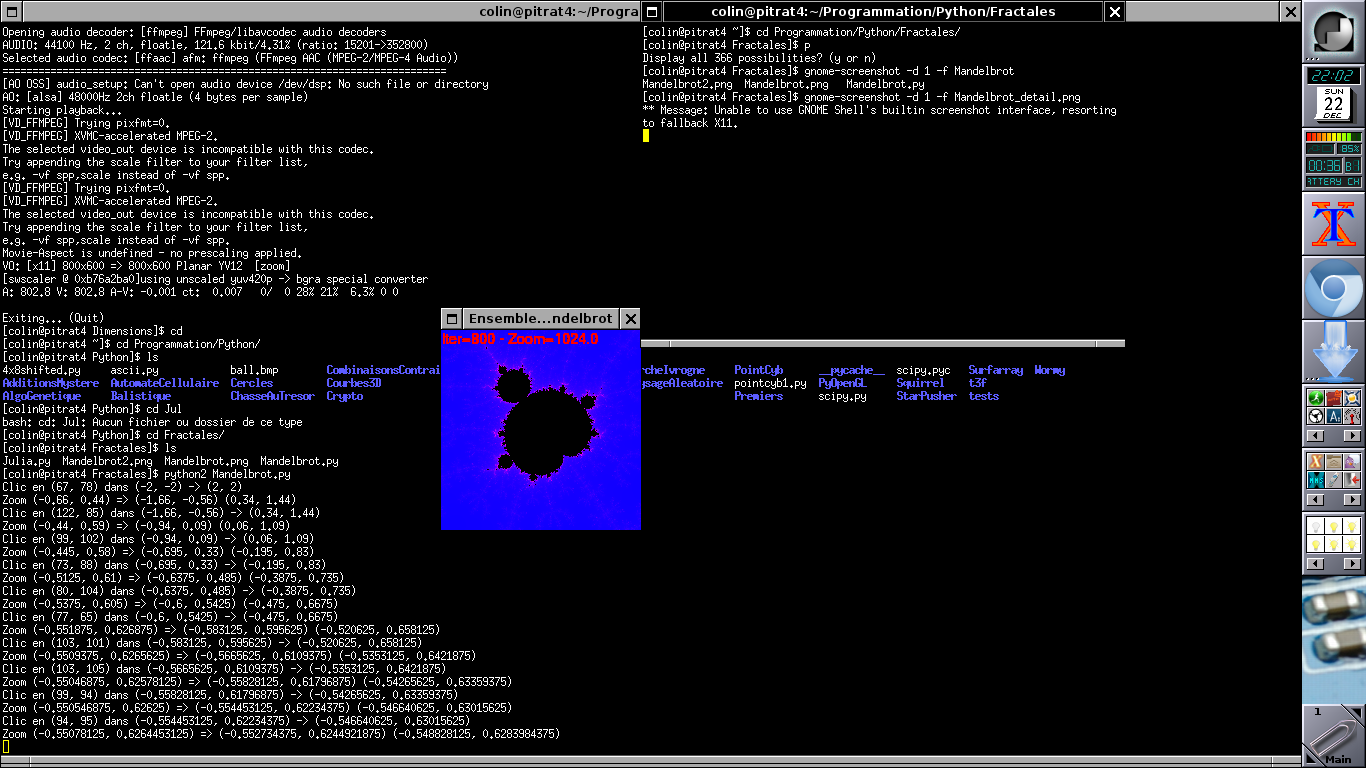 colin@pitrat4:~/Progra
Opening audio decoder: [ffmpeg] FFmpeg/libavcodec audio decoders
AUDIO: 44100 Hz, 2 ch, floatle, 121.6 kbit/4.31% (ratio: 15201->352800)
Selected audio codec: [ffaac] afm: ffmpeg (FFmpeg AAC (MPEG-2/MPEG-4 Audio))
==========================================================================
[AO OSS] audio_setup: Can't open audio device /dev/dsp: No such file or directory
AO: [alsa] 48000Hz 2ch floatle (4 bytes per sample)
Starting playback...
[VD_FFMPEG] Trying pixfmt=0.
[VD_FFMPEG] XVMC-accelerated MPEG-2.
The selected video_out device is incompatible with this codec.
Try appending the scale filter to your filter list,
e.g. -vf spp,scale instead of -vf spp.
[VD_FFMPEG] Trying pixfmt=0.
[VD_FFMPEG] XVMC-accelerated MPEG-2.
The selected video_out device is incompatible with this codec.
Try appending the scale filter to your filter list,
e.g. -vf spp,scale instead of -vf spp.
Movie-Aspect is undefined - no prescaling applied.
VO: [x11] 800x600 => 800x600 Planar YV12  [zoom]
[swscaler @ 0xb76a2ba0]using unscaled yuv420p -> bgra special converter
A: 802.8 V: 802.8 A-V: -0.001 ct:  0.007   0/  0 28% 21%  6.3% 0 0
Exiting... (Quit)
[colin@pitrat4 Dimensions]$ cd
[colin@pitrat4 ~]$ cd Programmation/Python/
[colin@pitrat4 Python]$ ls
4x8shifted.py ascii.py ball.bmp CombinaisonsContrai rcheIvrogne PointCyb __pycache__ scipy.pyc Surfarray Wormy
AdditionsMystere AutomateCellulaire Cercles Courbes3D ysageAleatoire pointcyb1.py PyOpenGL Squirrel t3f
AlgoGenetique Balistique ChasseAuTresor Crypto Premiers scipy.py StarPusher tests
[colin@pitrat4 Python]$ cd Jul
bash: cd: Jul: Aucun fichier ou dossier de ce type
[colin@pitrat4 Python]$ cd Fractales/
[colin@pitrat4 Fractales]$ ls
Julia.py  Mandelbrot2.png  Mandelbrot.png  Mandelbrot.py
[colin@pitrat4 Fractales]$ python2 Mandelbrot.py
Clic en (67, 78) dans (-2, -2) -> (2, 2)
Zoom (-0.66, 0.44) => (-1.66, -0.56) (0.34, 1.44)
Clic en (122, 85) dans (-1.66, -0.56) -> (0.34, 1.44)
Zoom (-0.44, 0.59) => (-0.94, 0.09) (0.06, 1.09)
Clic en (99, 102) dans (-0.94, 0.09) -> (0.06, 1.09)
Zoom (-0.445, 0.58) => (-0.695, 0.33) (-0.195, 0.83)
Clic en (73, 88) dans (-0.695, 0.33) -> (-0.195, 0.83)
Zoom (-0.5125, 0.61) => (-0.6375, 0.485) (-0.3875, 0.735)
Clic en (80, 104) dans (-0.6375, 0.485) -> (-0.3875, 0.735)
Zoom (-0.5375, 0.605) => (-0.6, 0.5425) (-0.475, 0.6675)
Clic en (77, 65) dans (-0.6, 0.5425) -> (-0.475, 0.6675)
Zoom (-0.551875, 0.626875) => (-0.583125, 0.595625) (-0.520625, 0.658125)
Clic en (103, 101) dans (-0.583125, 0.595625) -> (-0.520625, 0.658125)
Zoom (-0.5509375, 0.6265625) => (-0.5665625, 0.6109375) (-0.5353125, 0.6421875)
Clic en (103, 105) dans (-0.5665625, 0.6109375) -> (-0.5353125, 0.6421875)
Zoom (-0.55046875, 0.62578125) => (-0.55828125, 0.61796875) (-0.54265625, 0.63359375)
Clic en (99, 94) dans (-0.55828125, 0.61796875) -> (-0.54265625, 0.63359375)
Zoom (-0.550546875, 0.62625) => (-0.554453125, 0.62234375) (-0.546640625, 0.63015625)
Clic en (94, 95) dans (-0.554453125, 0.62234375) -> (-0.546640625, 0.63015625)
Zoom (-0.55078125, 0.6264453125) => (-0.552734375, 0.6244921875) (-0.548828125, 0.6283984375)
colin@pitrat4:~/Programmation/Python/Fractales
[colin@pitrat4 ~]$ cd Programmation/Python/Fractales/
[colin@pitrat4 Fractales]$ p
Display all 366 possibilities? (y or n)
[colin@pitrat4 Fractales]$ gnome-screenshot -d 1 -f Mandelbrot
Mandelbrot2.png  Mandelbrot.png   Mandelbrot.py
[colin@pitrat4 Fractales]$ gnome-screenshot -d 1 -f Mandelbrot_detail.png
** Message: Unable to use GNOME Shell's builtin screenshot interface, resorting
to fallback X11.
Ensemble...ndelbrot
Iter=800 - Zoom=1024.0
22:02
SUN
22
DEC
85%
00:36 B1
ATTERY CH
1
Main